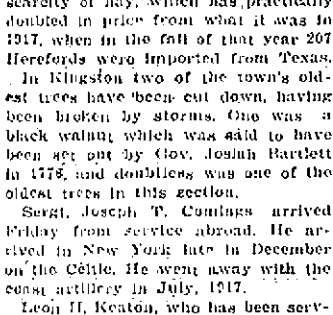 scarcity of hay, which has practically
doubled in price from what it was in
1917, when in the fall of that year 207
Herefords were imported from Texas.
In Kingston two of the town's old-
est trees have been cut down, having
been broken by storms. One was a
black walnut which was said to have
been set out by Gov. Josiah Bartlett
in 1778, and doubtless was one of the
oldest trees in this section.
Sergt. Joseph T. Comings arrived
Friday from service abroad. He ar-
rived in New York late in December
on the Celtic. He went away with the
coast artillery in July, 1917.
Leon H. Keaton, who has been serv-